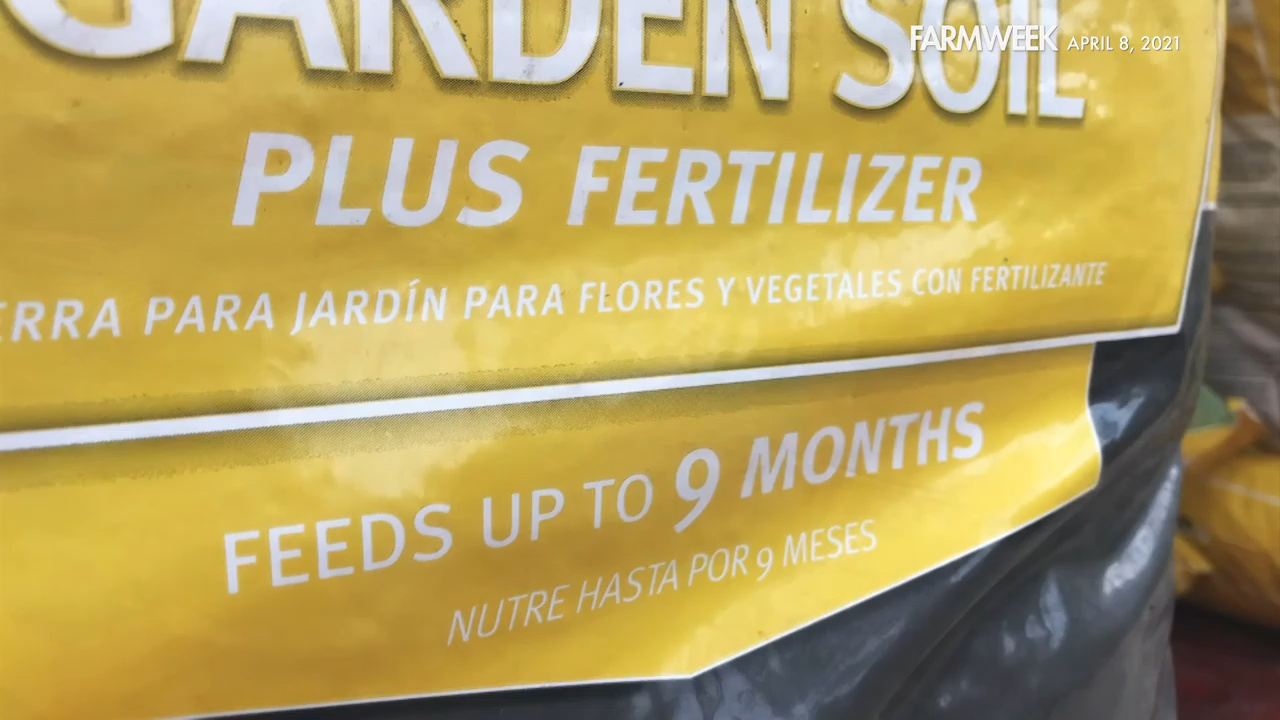 GARDEN SOIL
FARMWEEK APRIL 8, 2021
PLUS FERTILIZER
ERRA PARA JARDÍN PARA FLORES Y VEGETALES CON FERTILIZANTE
FEEDS UP TO 9 MONTHS
NUTRE HASTA POR 9 MESES